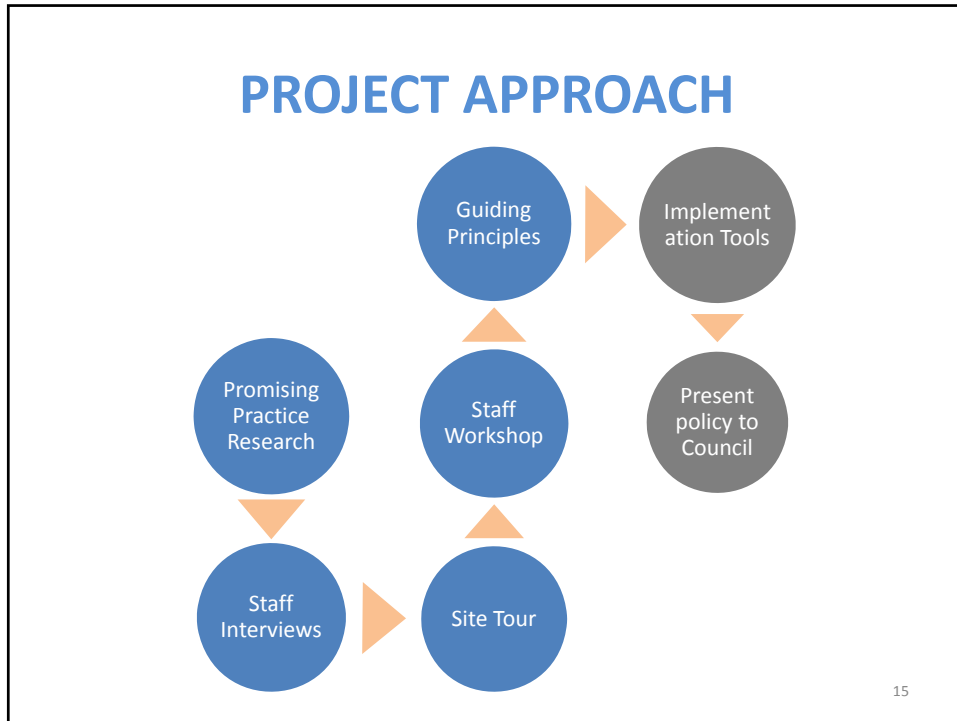 PROJECT APPROACH
Promising
Practice
Research
Staff
Interviews
Site Tour
Staff
Workshop
Guiding
Principles
Implement
ation Tools
Present
policy to
Council
15